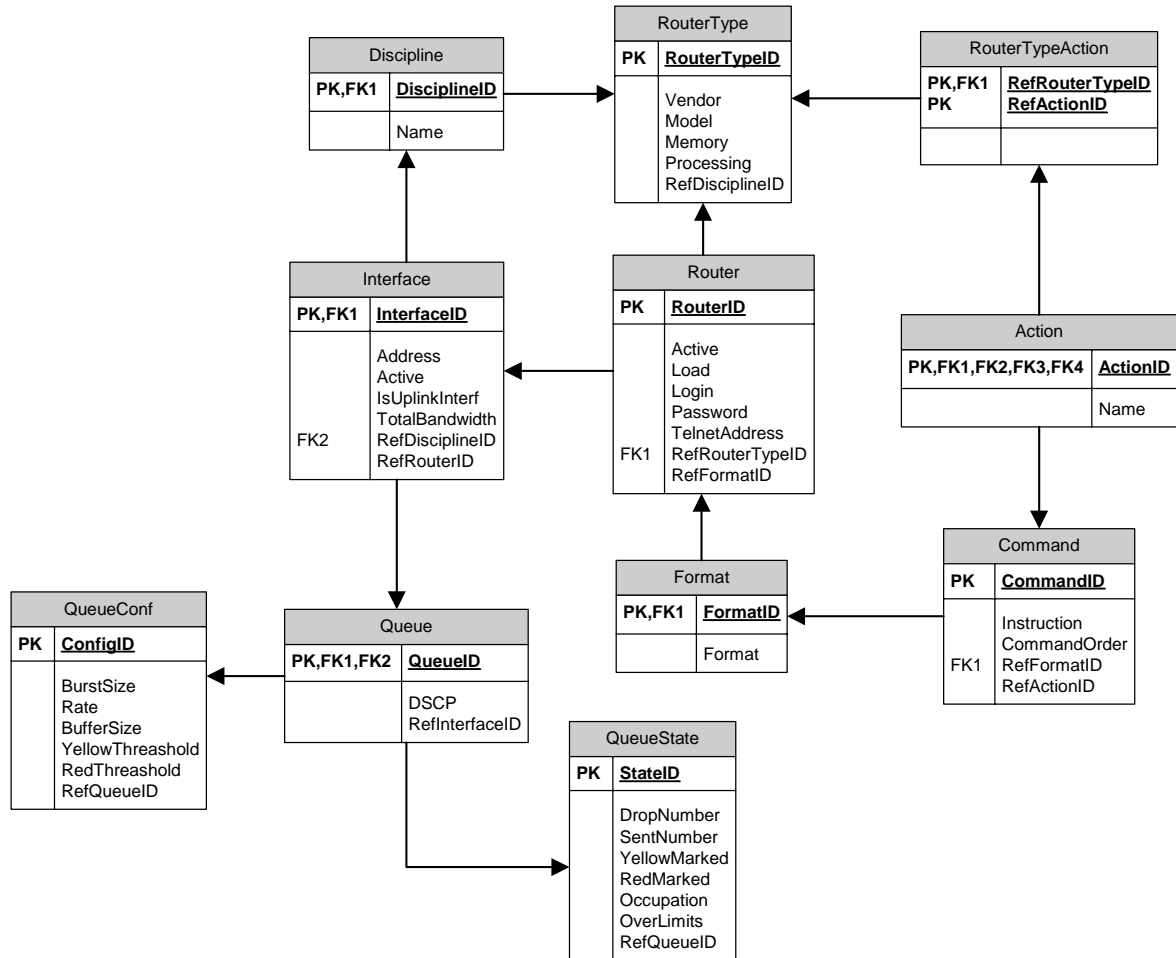 Discipline
PK,FK1 DisciplineID
Name
RouterType
PK RouterTypeID
Vendor
Model
Memory
Processing
RefDisciplineID
RouterTypeAction
PK,FK1 RefRouterTypeID
PK RefActionID
Interface
PK,FK1 InterfaceID
Address
Active
IsUplinkInterf
TotalBandwidth
FK2 RefDisciplineID
RefRouterID
Router
PK RouterID
Active
Load
Login
Password
TelnetAddress
FK1 RefRouterTypeID
RefFormatID
Action
PK,FK1,FK2,FK3,FK4 ActionID
Name
Command
PK CommandID
Instruction
CommandOrder
FK1 RefFormatID
RefActionID
Format
PK,FK1 FormatID
Format
QueueConf
PK ConfigID
BurstSize
Rate
BufferSize
YellowThreashold
RedThreashold
RefQueueID
Queue
PK,FK1,FK2 QueueID
DSCP
RefInterfaceID
QueueState
PK StateID
DropNumber
SentNumber
YellowMarked
RedMarked
Occupation
OverLimits
RefQueueID